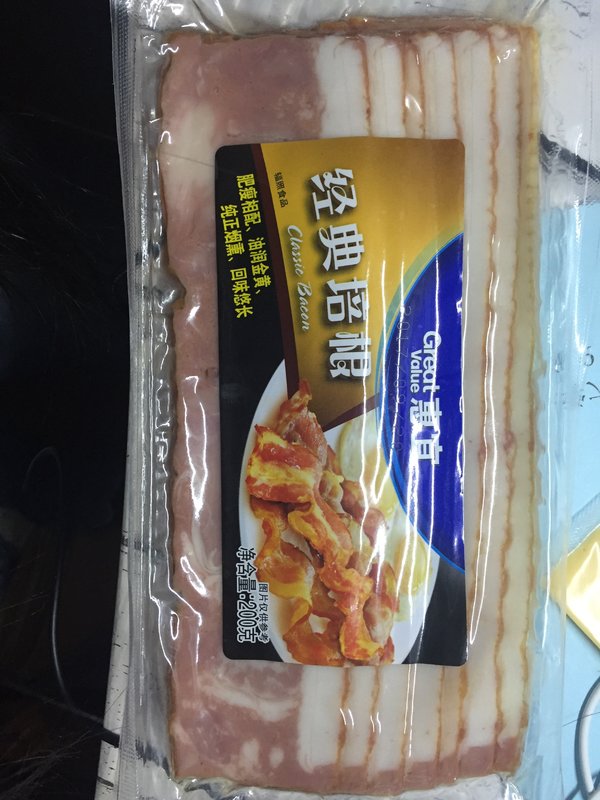 Great
Value
惠宜
经典培根
Classic Bacon
辐照食品
肥瘦相配、油润金黄、
纯正烟熏、回味悠长
图片仅供参考
净含量:200克